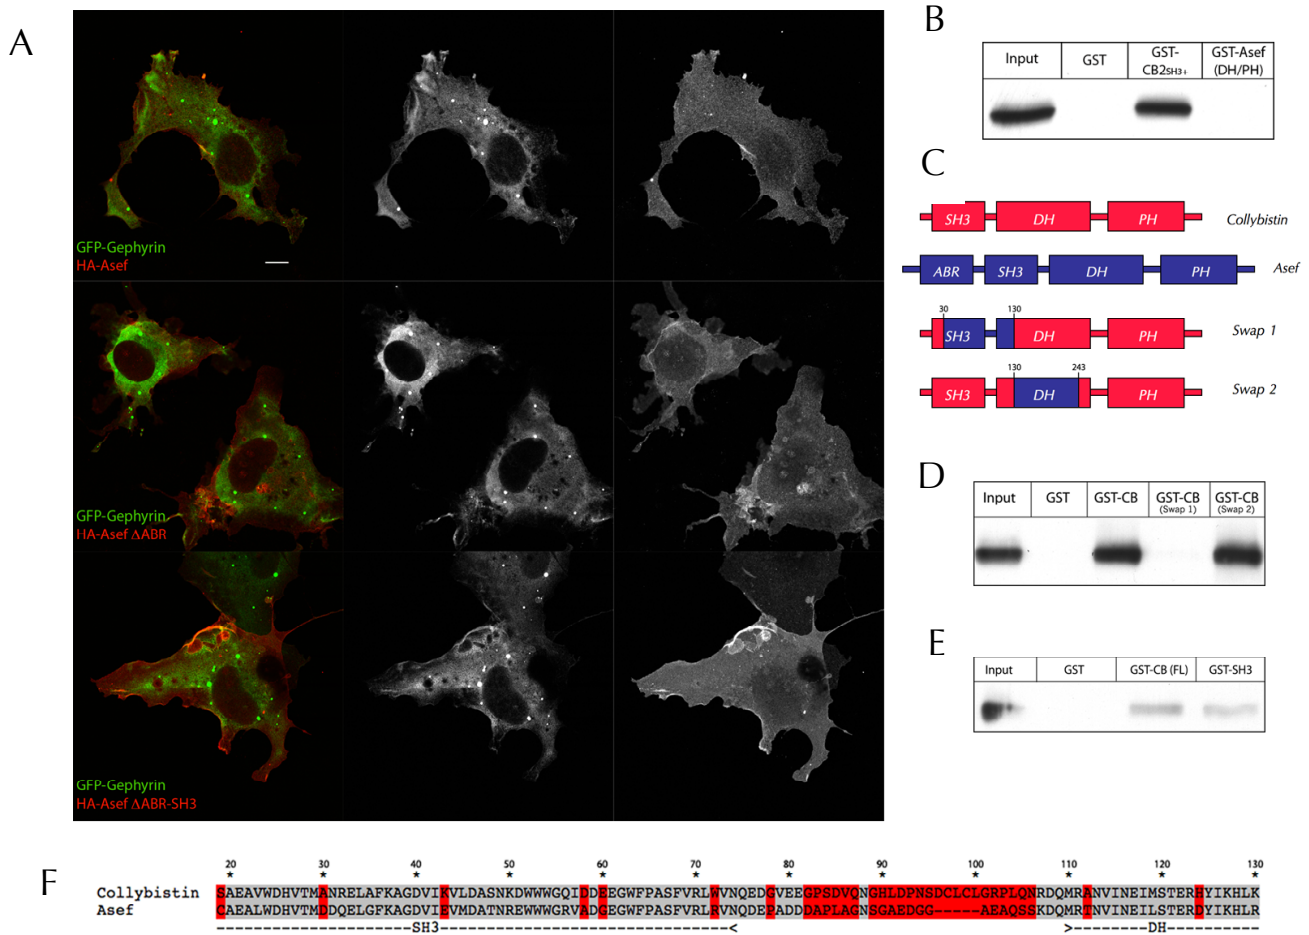 A
GFP-Gephyrin
HA-Asef
GFP-Gephyrin
HA-Asef ΔABR
GFP-Gephyrin
HA-Asef ΔABR-SH3
B
Input GST GST-CB2SH3+ GST-Asef (DH/PH)
C
SH3 DH PH Collybistin
ABR SH3 DH PH Asef
30 130
SH3 DH PH Swap 1
130 243
SH3 DH PH Swap 2
D
Input GST GST-CB GST-CB (Swap 1) GST-CB (Swap 2)
E
Input GST GST-CB (FL) GST-SH3
F
20 30 40 50 60 70 80 90 100 110 120 130
* * * * * * * * * * * *
Collybistin SAEAVWDHVTMANRELAFKAGDVIKVLDASNKDWWWGQIDDEEGWFPASFVRLWVNQEDGVEEGPSDVQNGHLDPNSDCLCLGRPLQNRDQMRANVINEIMSTERHYIKHLK
Asef CAEALWDHVTMDDQELGFKAGDVIEVMDATNREWWWGRVADGEGWFPASFVRLRVNQDEPADDDAPLAGNSGAEDGG-----AEAQSSKDQMRTNVINEIMSTERDYIKHLR
---------------------SH3-------------------------------< >--------DH----------